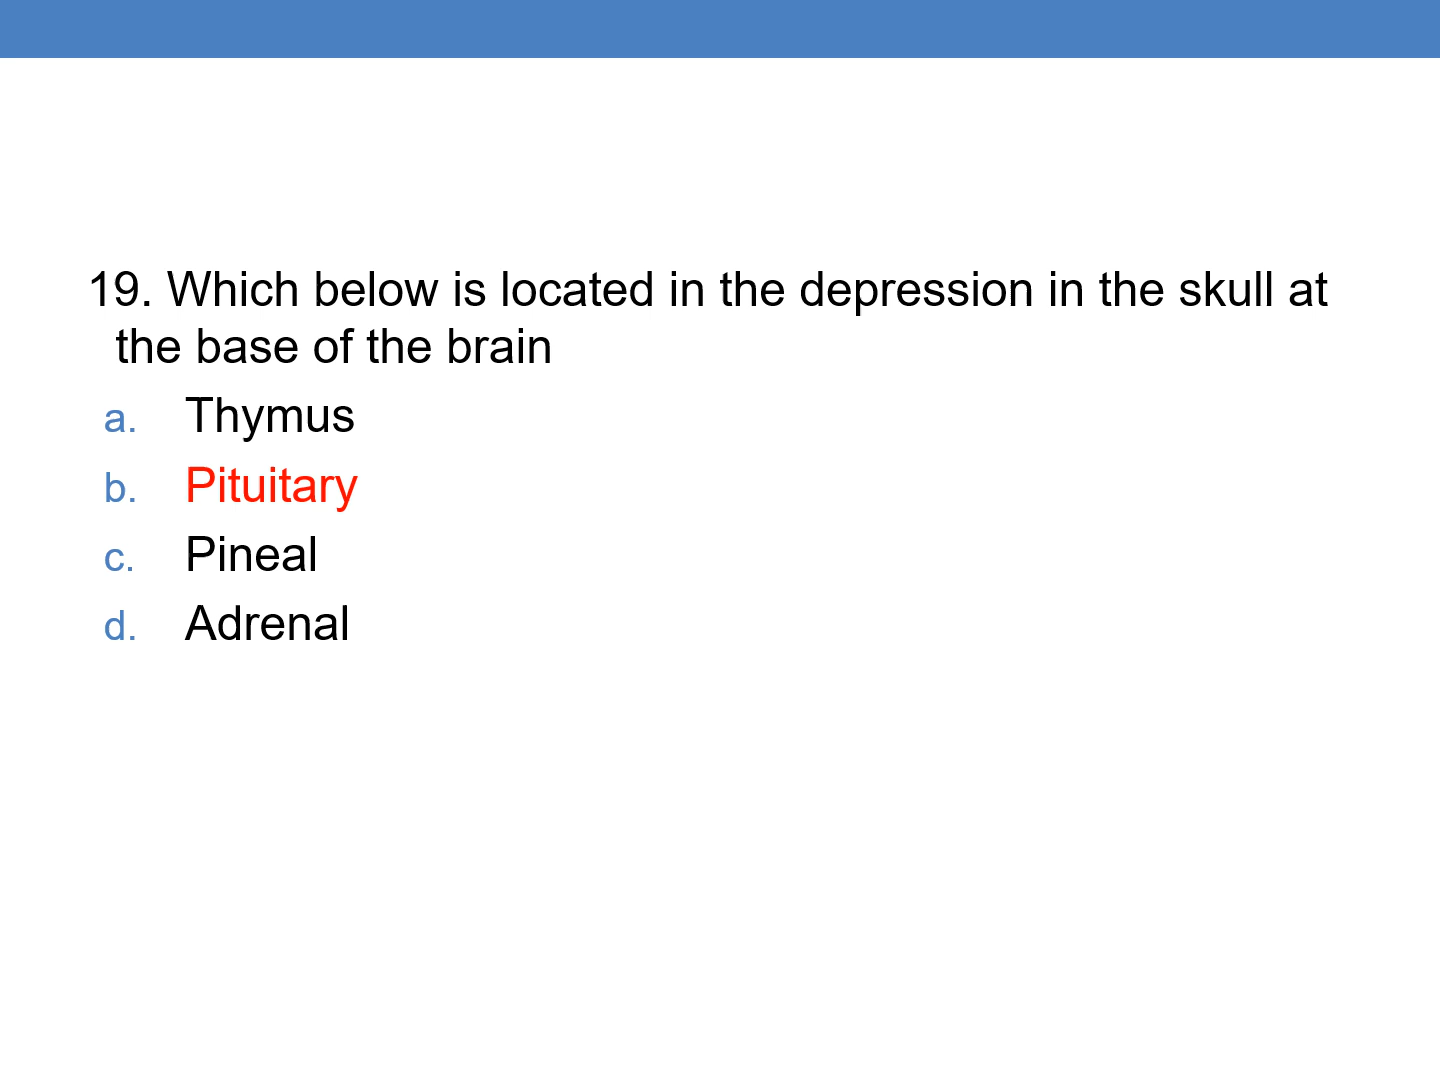 19. Which below is located in the depression in the skull at
the base of the brain
a. Thymus
b. Pituitary
c. Pineal
d. Adrenal